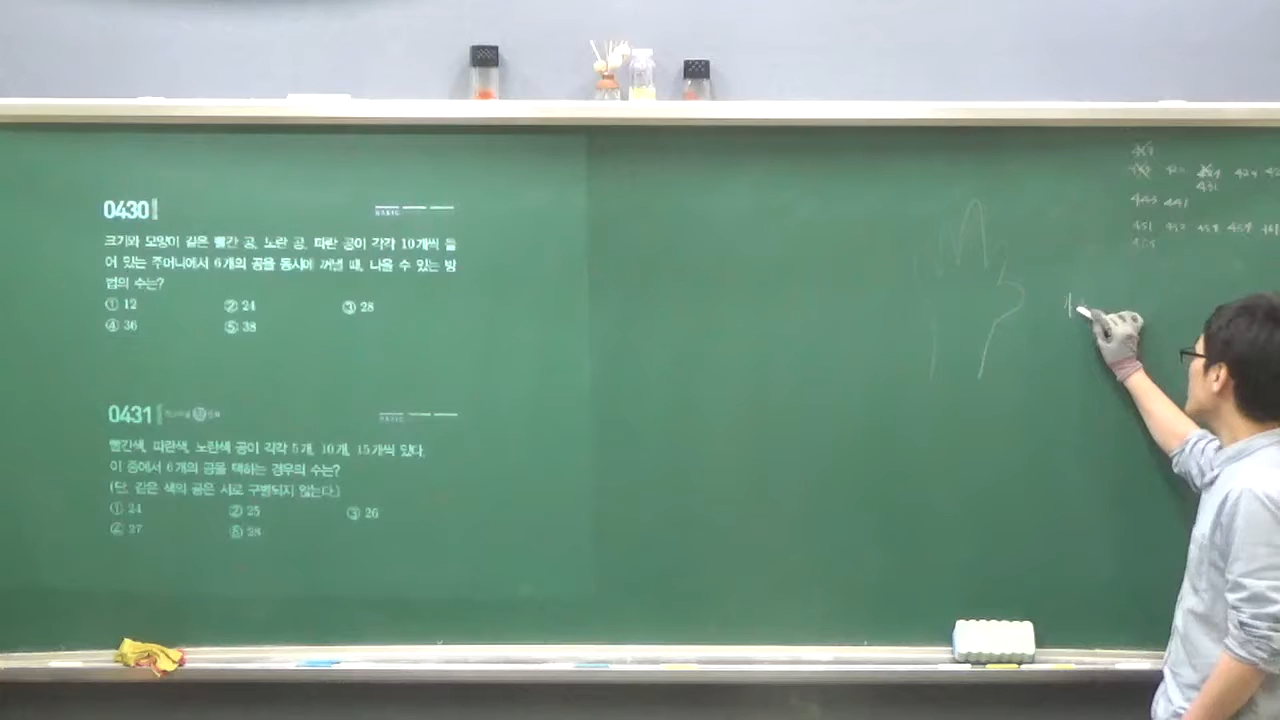 0430
크기와 모양이 같은 빨간 공, 노란 공, 파란 공이 각각 10개씩 들
어 있는 주머니에서 6개의 공을 동시에 꺼낼 때, 나올 수 있는 방
법의 수는?
① 12 ② 24 ③ 28
④ 36 ⑤ 38
0431
빨간색, 파란색, 노란색 공이 각각 5개, 10개, 15개씩 있다.
이 중에서 6개의 공을 택하는 경우의 수는?
(단, 같은 색의 공은 서로 구별되지 않는다.)
① 24 ② 25 ③ 26
④ 27 ⑤ 28
443 441
451 452